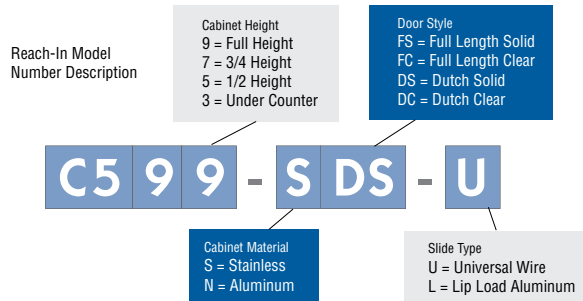 Reach-In Model
Number Description
Cabinet Height
9 = Full Height
7 = 3/4 Height
5 = 1/2 Height
3 = Under Counter
Door Style
FS = Full Length Solid
FC = Full Length Clear
DS = Dutch Solid
DC = Dutch Clear
C5 9 9 - S DS - U
Cabinet Material
S = Stainless
N = Aluminum
Slide Type
U = Universal Wire
L = Lip Load Aluminum